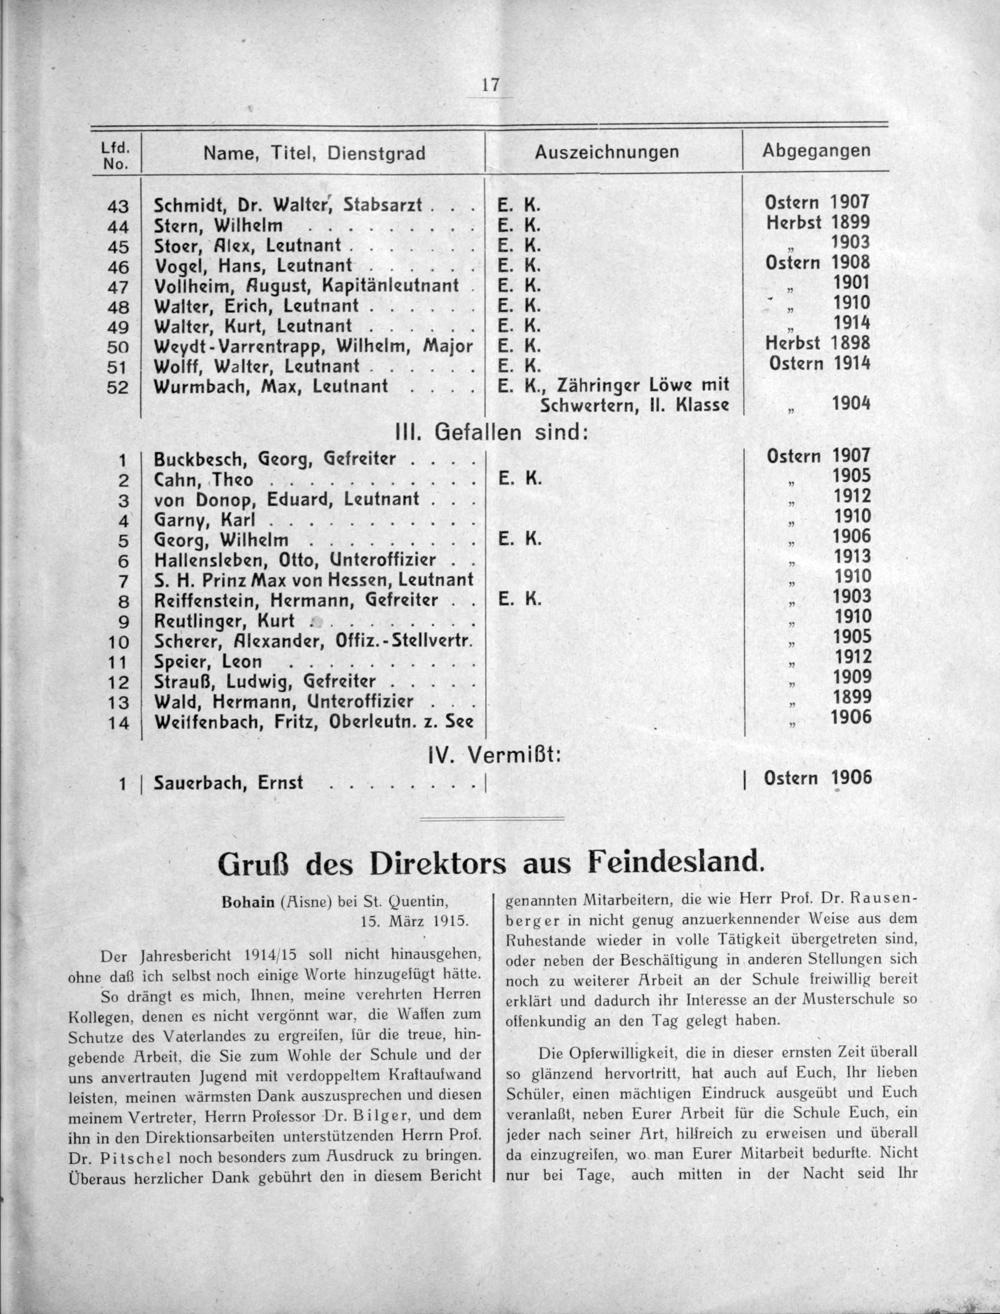 17
Lfd. No. Name, Titel, Dienstgrad Auszeichnungen Abgegangen
43 Schmidt, Dr. Walter, Stabsarzt . . . E. K. Ostern 1907
44 Stern, Wilhelm . . . . . . . . . E. K. Herbst 1899
45 Stoer, Alex, Leutnant . . . . . . . E. K. „ 1903
46 Vogel, Hans, Leutnant . . . . . . E. K. Ostern 1908
47 Vollheim, August, Kapitänleutnant . E. K. „ 1901
48 Walter, Erich, Leutnant . . . . . . E. K. „ 1910
49 Walter, Kurt, Leutnant . . . . . . E. K. „ 1914
50 Weydt-Varrentrapp, Wilhelm, Major E. K. Herbst 1898
51 Wolff, Walter, Leutnant . . . . . . E. K. Ostern 1914
52 Wurmbach, Max, Leutnant . . . . E. K., Zähringer Löwe mit
Schwertern, II. Klasse „ 1904
III. Gefallen sind:
1 Buckbesch, Georg, Gefreiter . . . . Ostern 1907
2 Cahn, Theo . . . . . . . . . . . E. K. „ 1905
3 von Donop, Eduard, Leutnant . . . „ 1912
4 Garny, Karl . . . . . . . . . . . „ 1910
5 Georg, Wilhelm . . . . . . . . . E. K. „ 1906
6 Hallensleben, Otto, Unteroffizier . . „ 1913
7 S. H. Prinz Max von Hessen, Leutnant „ 1910
8 Reiffenstein, Hermann, Gefreiter . . E. K. „ 1903
9 Reutlinger, Kurt . . . . . . . . . „ 1910
10 Scherer, Alexander, Offiz.-Stellvertr. „ 1905
11 Speier, Leon . . . . . . . . . . „ 1912
12 Strauß, Ludwig, Gefreiter . . . . . „ 1909
13 Wald, Hermann, Unteroffizier . . . „ 1899
14 Weiffenbach, Fritz, Oberleutn. z. See „ 1906
IV. Vermißt:
1 Sauerbach, Ernst . . . . . . . . Ostern 1906
Gruß des Direktors aus Feindesland.
Bohain (Aisne) bei St. Quentin,
15. März 1915.
Der Jahresbericht 1914/15 soll nicht hinausgehen,
ohne daß ich selbst noch einige Worte hinzugefügt hätte.
So drängt es mich, Ihnen, meine verehrten Herren
Kollegen, denen es nicht vergönnt war, die Waffen zum
Schutze des Vaterlandes zu ergreifen, für die treue, hin-
gebende Arbeit, die Sie zum Wohle der Schule und der
uns anvertrauten Jugend mit verdoppeltem Kraftaufwand
leisten, meinen wärmsten Dank auszusprechen und diesen
meinem Vertreter, Herrn Professor Dr. Bilger, und dem
ihn in den Direktionsarbeiten unterstützenden Herrn Prof.
Dr. Pitschel noch besonders zum Ausdruck zu bringen.
Überaus herzlicher Dank gebührt den in diesem Bericht
genannten Mitarbeitern, die wie Herr Prof. Dr. Rausen-
berger in nicht genug anzuerkennender Weise aus dem
Ruhestande wieder in volle Tätigkeit übergetreten sind,
oder neben der Beschäftigung in anderen Stellungen sich
noch zu weiterer Arbeit an der Schule freiwillig bereit
erklärt und dadurch ihr Interesse an der Musterschule so
offenkundig an den Tag gelegt haben.
Die Opferwilligkeit, die in dieser ernsten Zeit überall
so glänzend hervortritt, hat auch auf Euch, Ihr lieben
Schüler, einen mächtigen Eindruck ausgeübt und Euch
veranlaßt, neben Eurer Arbeit für die Schule Euch, ein
jeder nach seiner Art, hilfreich zu erweisen und überall
da einzugreifen, wo man Eurer Mitarbeit bedurfte. Nicht
nur bei Tage, auch mitten in der Nacht seid Ihr